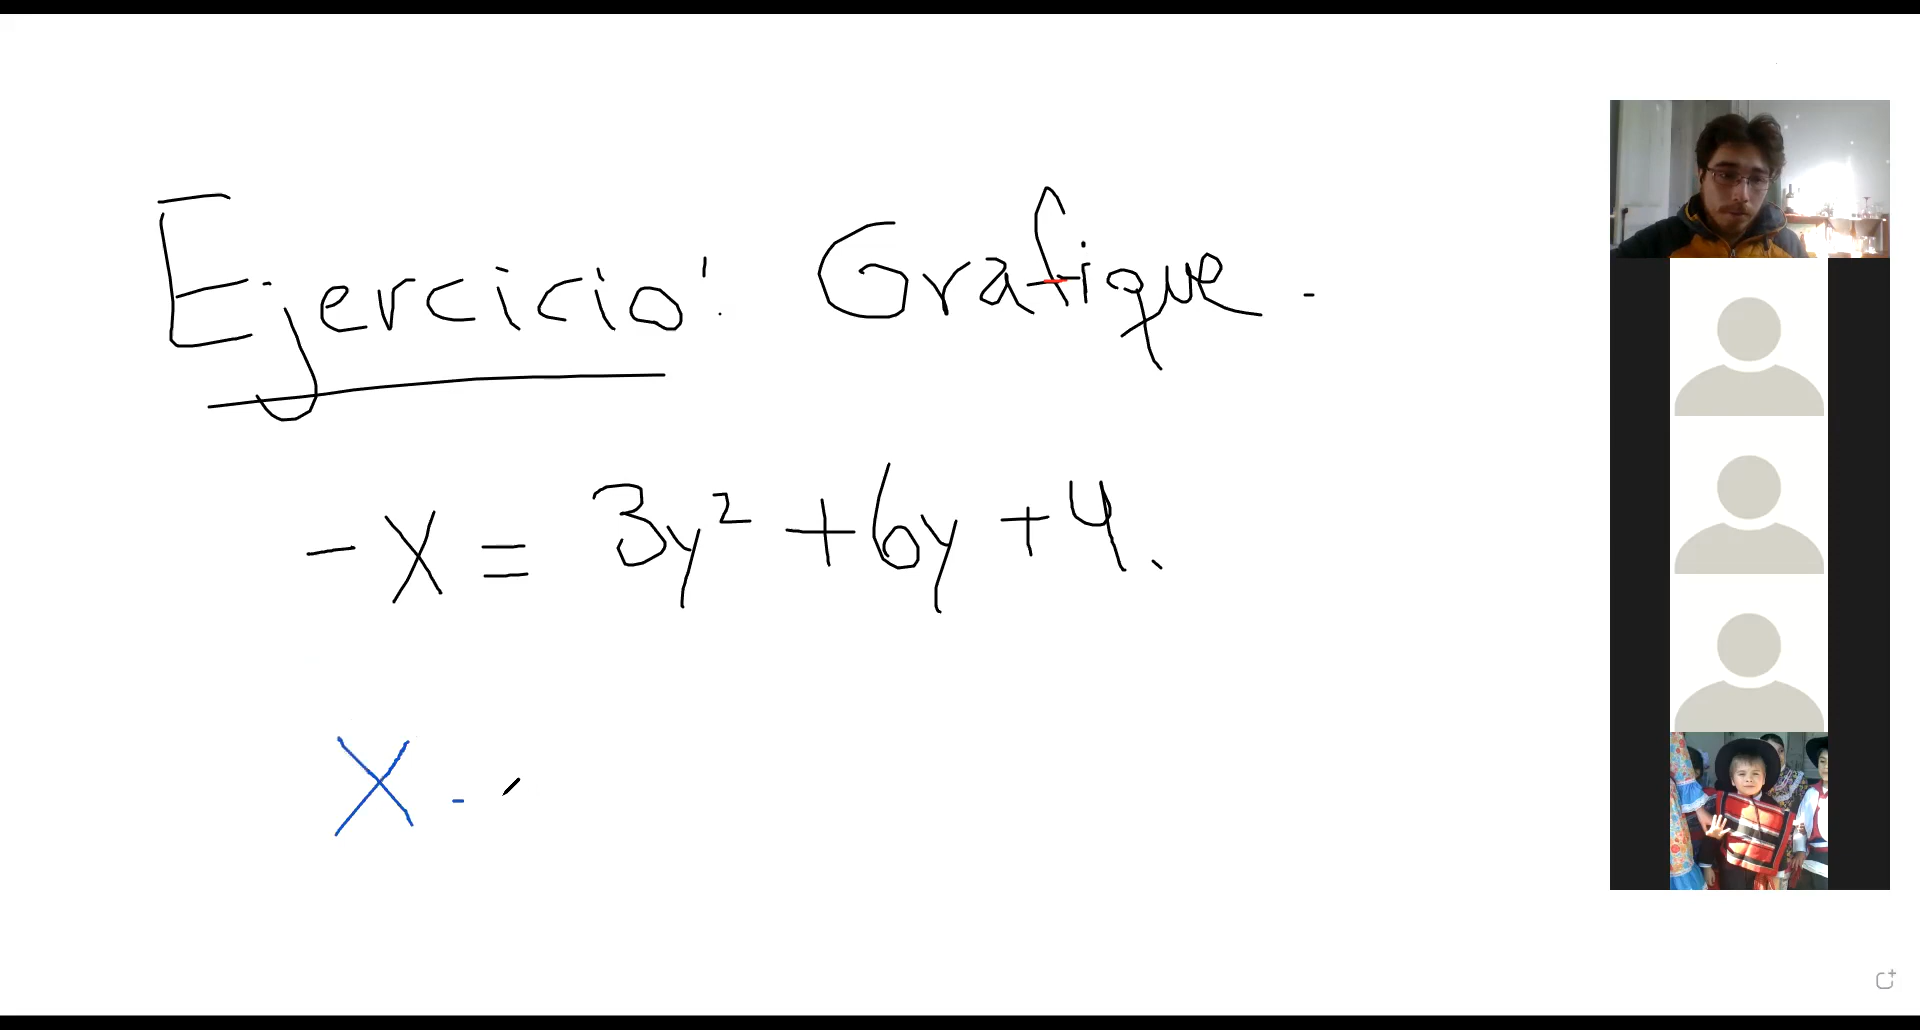 Ejercicio: Grafique.
-X = 3y² + 6y + 4.
X -